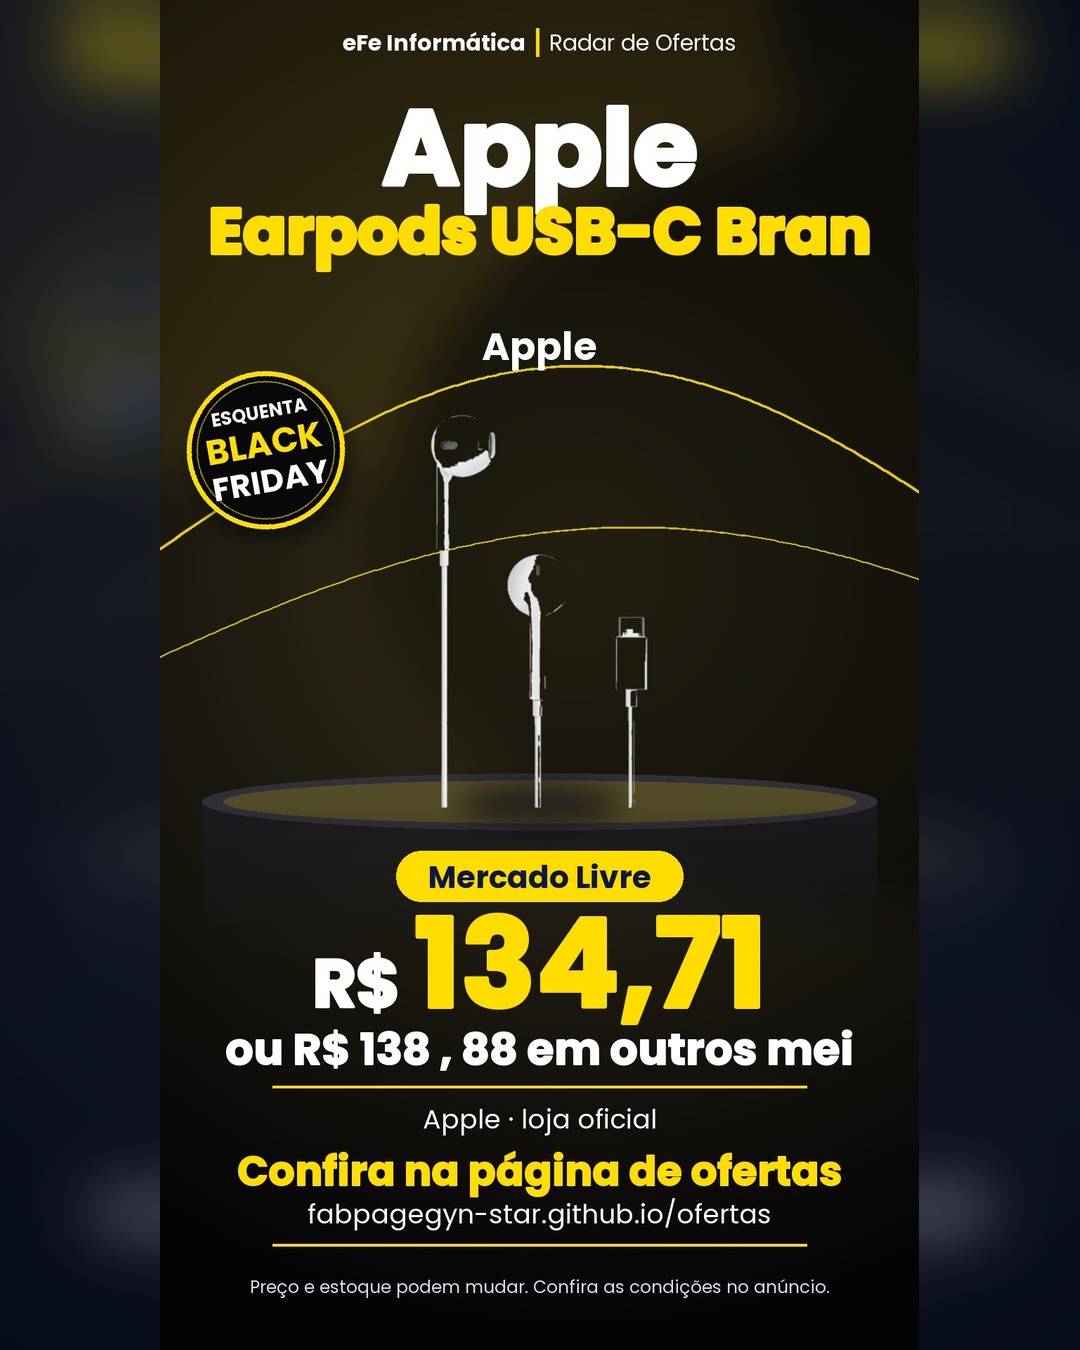 eFe Informática | Radar de Ofertas
Apple
Earpods USB-C Bran
Apple
ESQUENTA
BLACK
FRIDAY
Mercado Livre
R$ 134,71
ou R$ 138 , 88 em outros mei
Apple · loja oficial
Confira na página de ofertas
fabpagegyn-star.github.io/ofertas
Preço e estoque podem mudar. Confira as condições no anúncio.